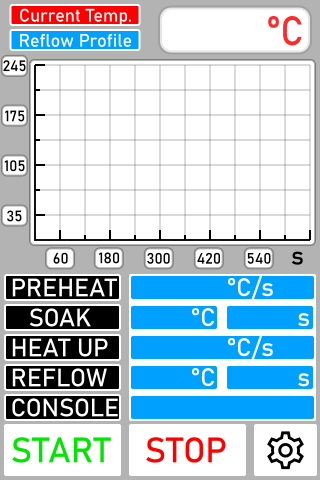 Current Temp.
Reflow Profile
°C
245
175
105
35
60 180 300 420 540 s
PREHEAT °C/s
SOAK °C s
HEAT UP °C/s
REFLOW °C s
CONSOLE
START STOP